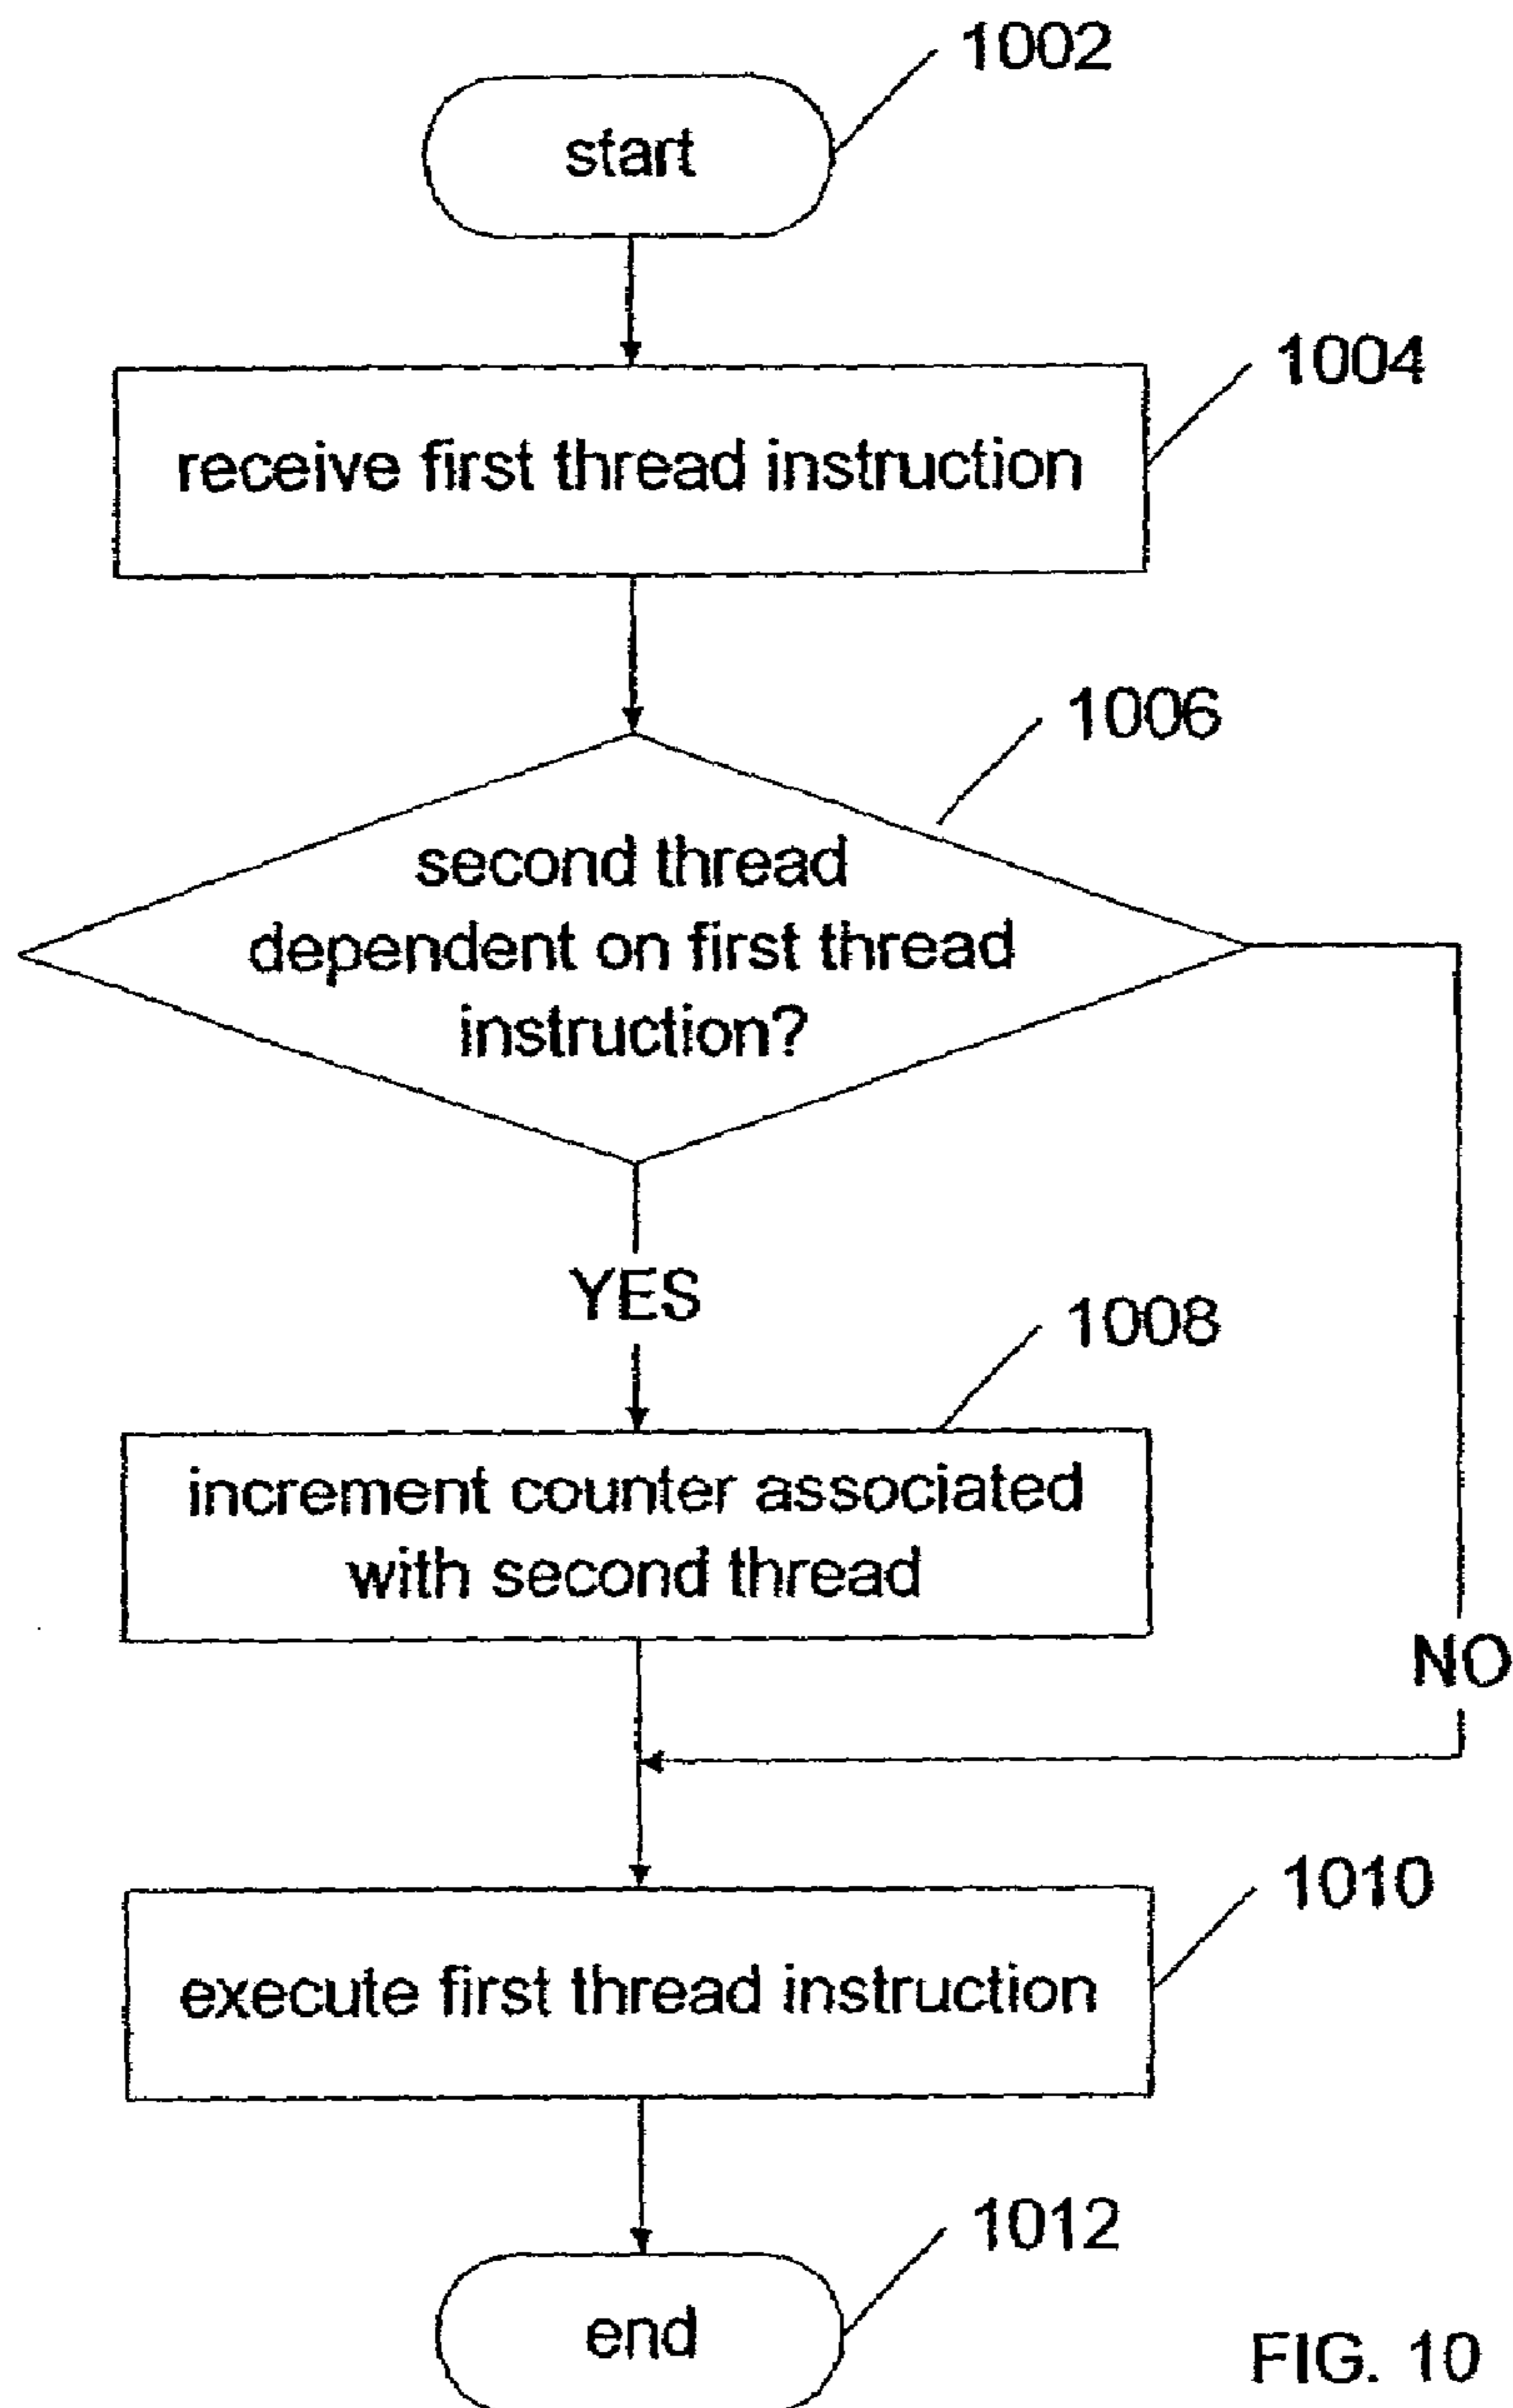 1002
start
1004
receive first thread instruction
1006
second thread
dependent on first thread
instruction?
YES
1008
increment counter associated
with second thread
NO
1010
execute first thread instruction
1012
end
FIG. 10